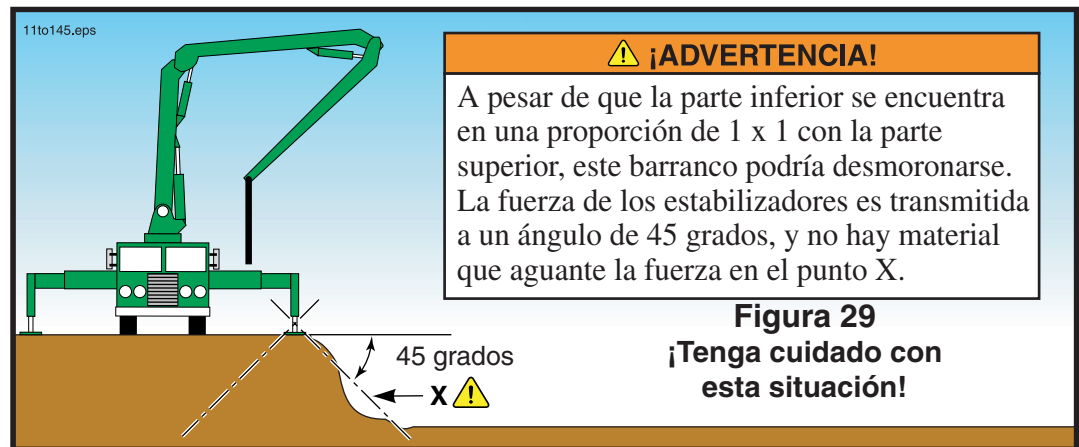 11to145.eps
¡ADVERTENCIA!
A pesar de que la parte inferior se encuentra
en una proporción de 1 x 1 con la parte
superior, este barranco podría desmoronarse.
La fuerza de los estabilizadores es transmitida
a un ángulo de 45 grados, y no hay material
que aguante la fuerza en el punto X.
Figura 29
¡Tenga cuidado con
esta situación!
45 grados
X